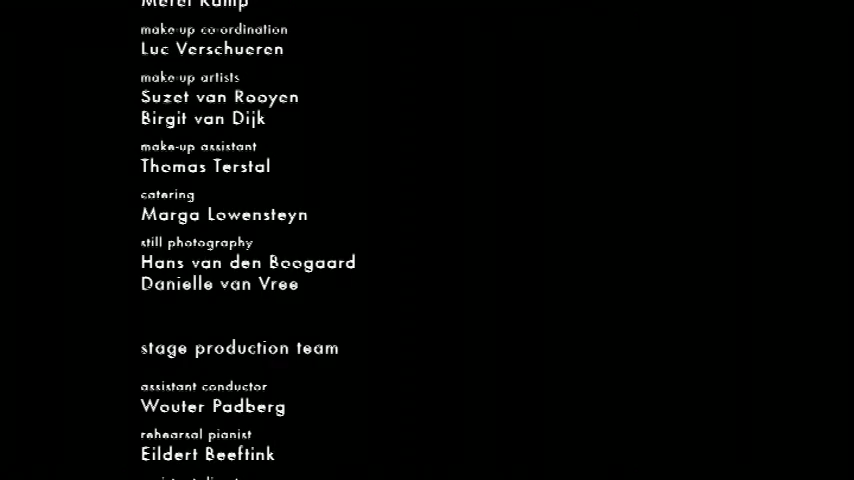 make-up co-ordination
Luc Verschueren
make-up artists
Suzet van Rooyen
Birgit van Dijk
make-up assistant
Thomas Terstal
catering
Marga Lowensteyn
still photography
Hans van den Boogaard
Danielle van Vree
stage production team
assistant conductor
Wouter Padberg
rehearsal pianist
Eildert Beeftink